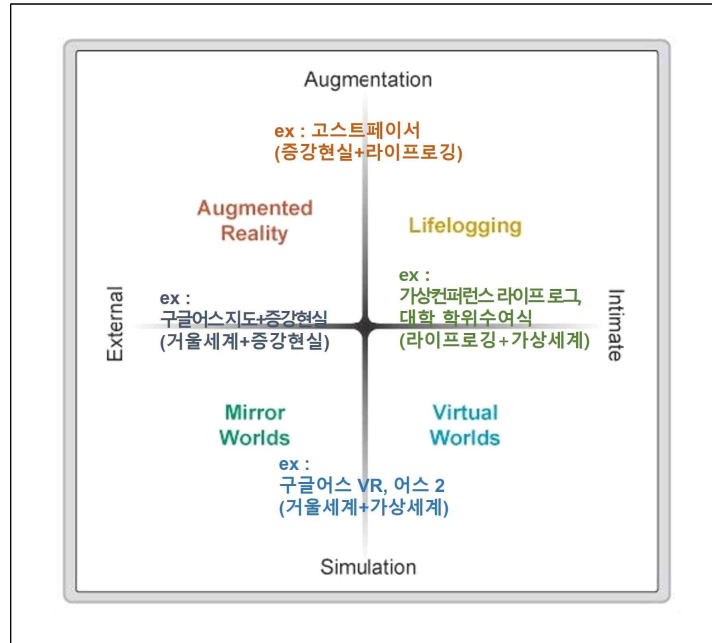 Augmentation
ex : 고스트페이서
(증강현실+라이프로깅)
Augmented
Reality
Lifelogging
External
ex :
구글어스지도+증강현실
(거울세계+증강현실)
ex :
가상컨퍼런스 라이프 로그,
대학 학위수여식
(라이프로깅+가상세계)
Intimate
Mirror
Worlds
Virtual
Worlds
ex :
구글어스 VR, 어스 2
(거울세계+가상세계)
Simulation